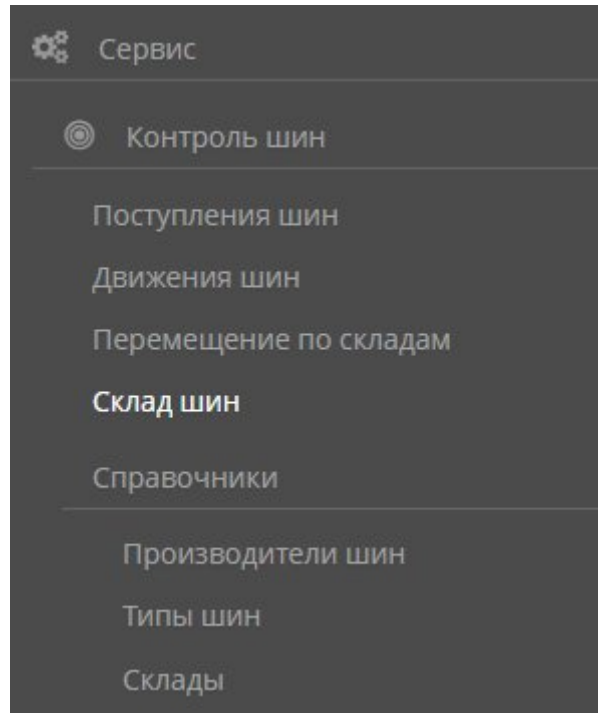 Сервис
Контроль шин
Поступления шин
Движения шин
Перемещение по складам
Склад шин
Справочники
Производители шин
Типы шин
Склады